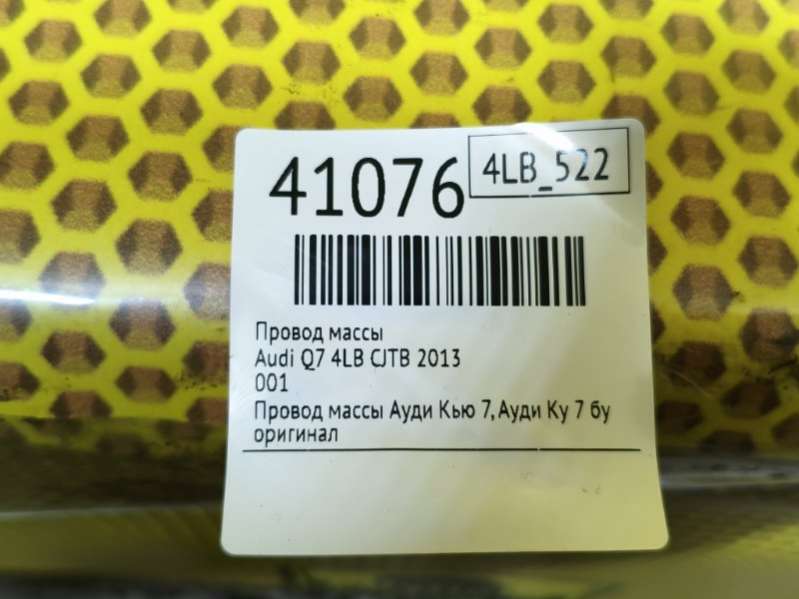 41076
4LB_522
Провод массы
Audi Q7 4LB CJTB 2013
001
Провод массы Ауди Кью 7, Ауди Ку 7 бу
оригинал